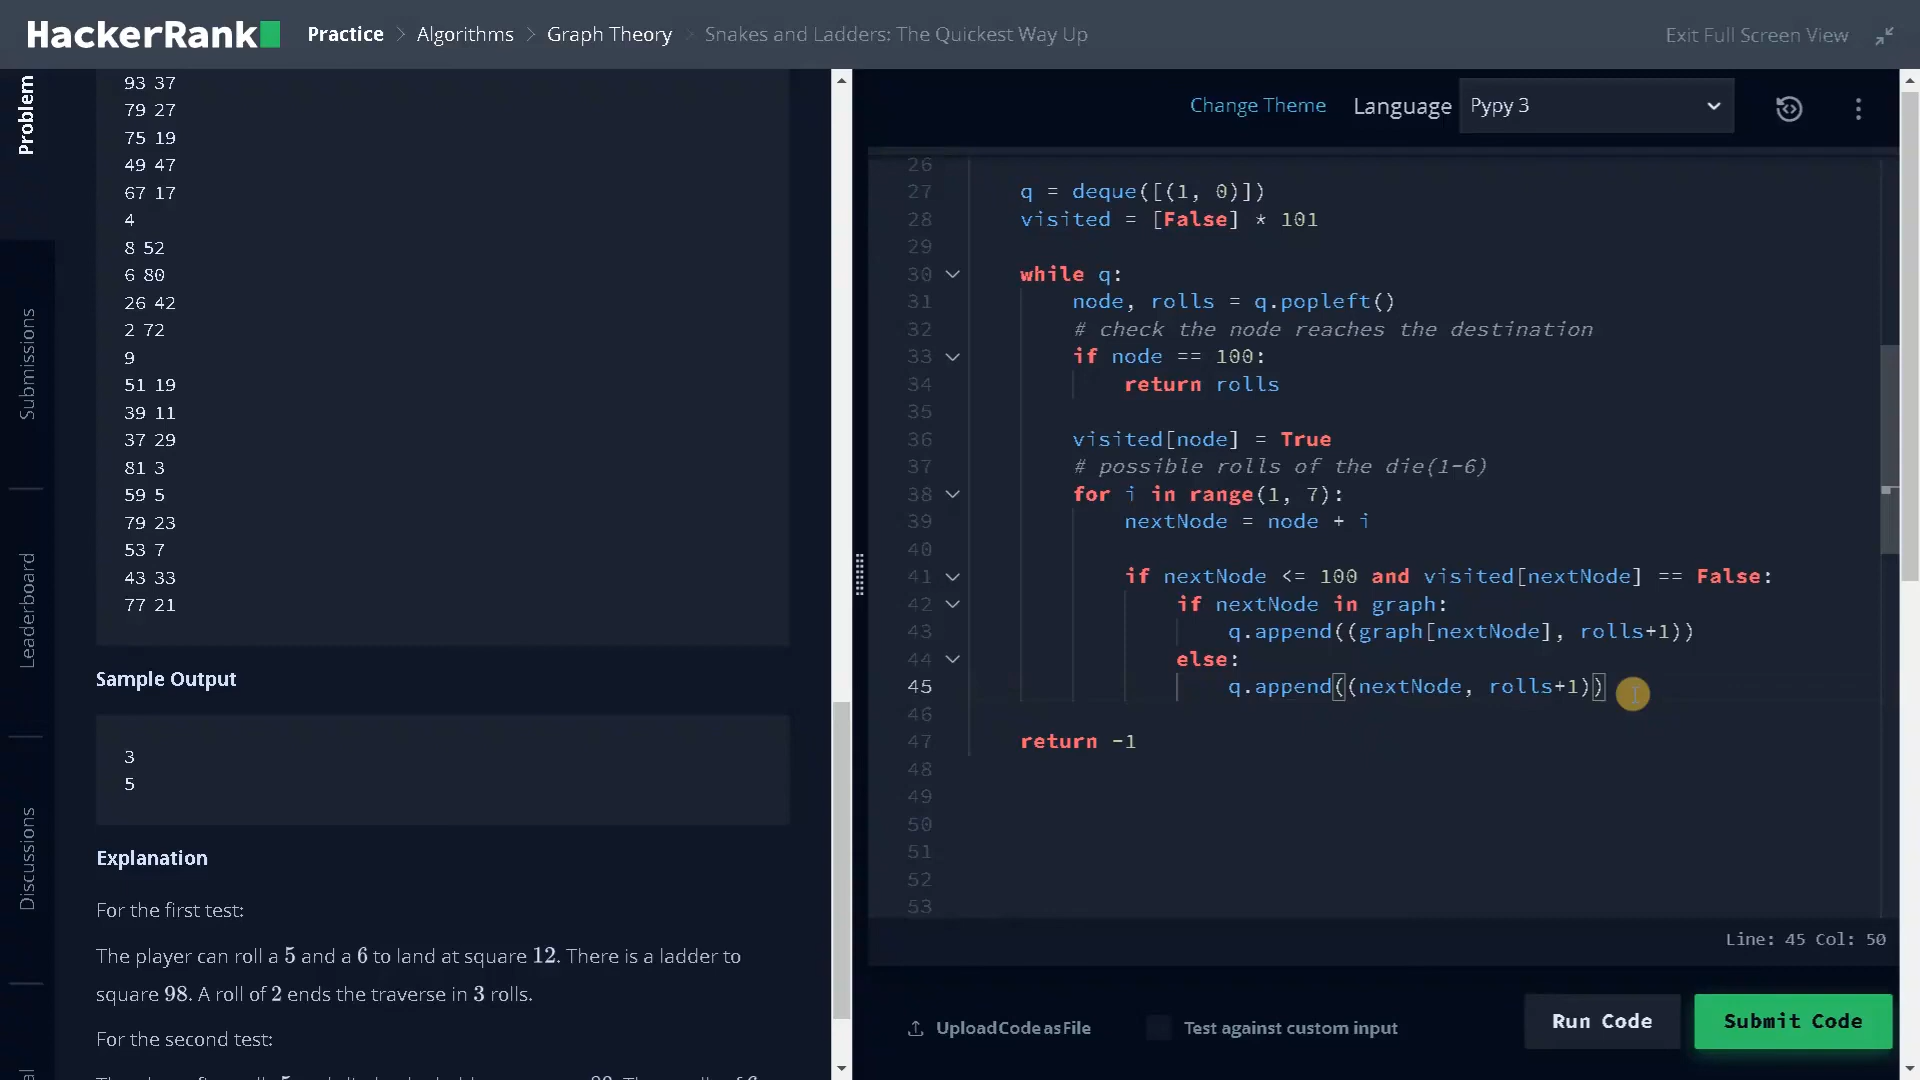 HackerRank Practice > Algorithms > Graph Theory > Snakes and Ladders: The Quickest Way Up Exit Full Screen View
Problem
Submissions
Leaderboard
Discussions
93 37
79 27
75 19
49 47
67 17
4
8 52
6 80
26 42
2 72
9
51 19
39 11
37 29
81 3
59 5
79 23
53 7
43 33
77 21
Sample Output
3
5
Explanation
For the first test:
The player can roll a 5 and a 6 to land at square 12. There is a ladder to
square 98. A roll of 2 ends the traverse in 3 rolls.
For the second test:
Change Theme Language Pypy 3
26
27 q = deque([(1, 0)])
28 visited = [False] * 101
29
30 while q:
31 node, rolls = q.popleft()
32 # check the node reaches the destination
33 if node == 100:
34 return rolls
35
36 visited[node] = True
37 # possible rolls of the die(1-6)
38 for i in range(1, 7):
39 nextNode = node + i
40
41 if nextNode <= 100 and visited[nextNode] == False:
42 if nextNode in graph:
43 q.append((graph[nextNode], rolls+1))
44 else:
45 q.append((nextNode, rolls+1))
46
47 return -1
48
49
50
51
52
53
Line: 45 Col: 50
Upload Code as File Test against custom input Run Code Submit Code